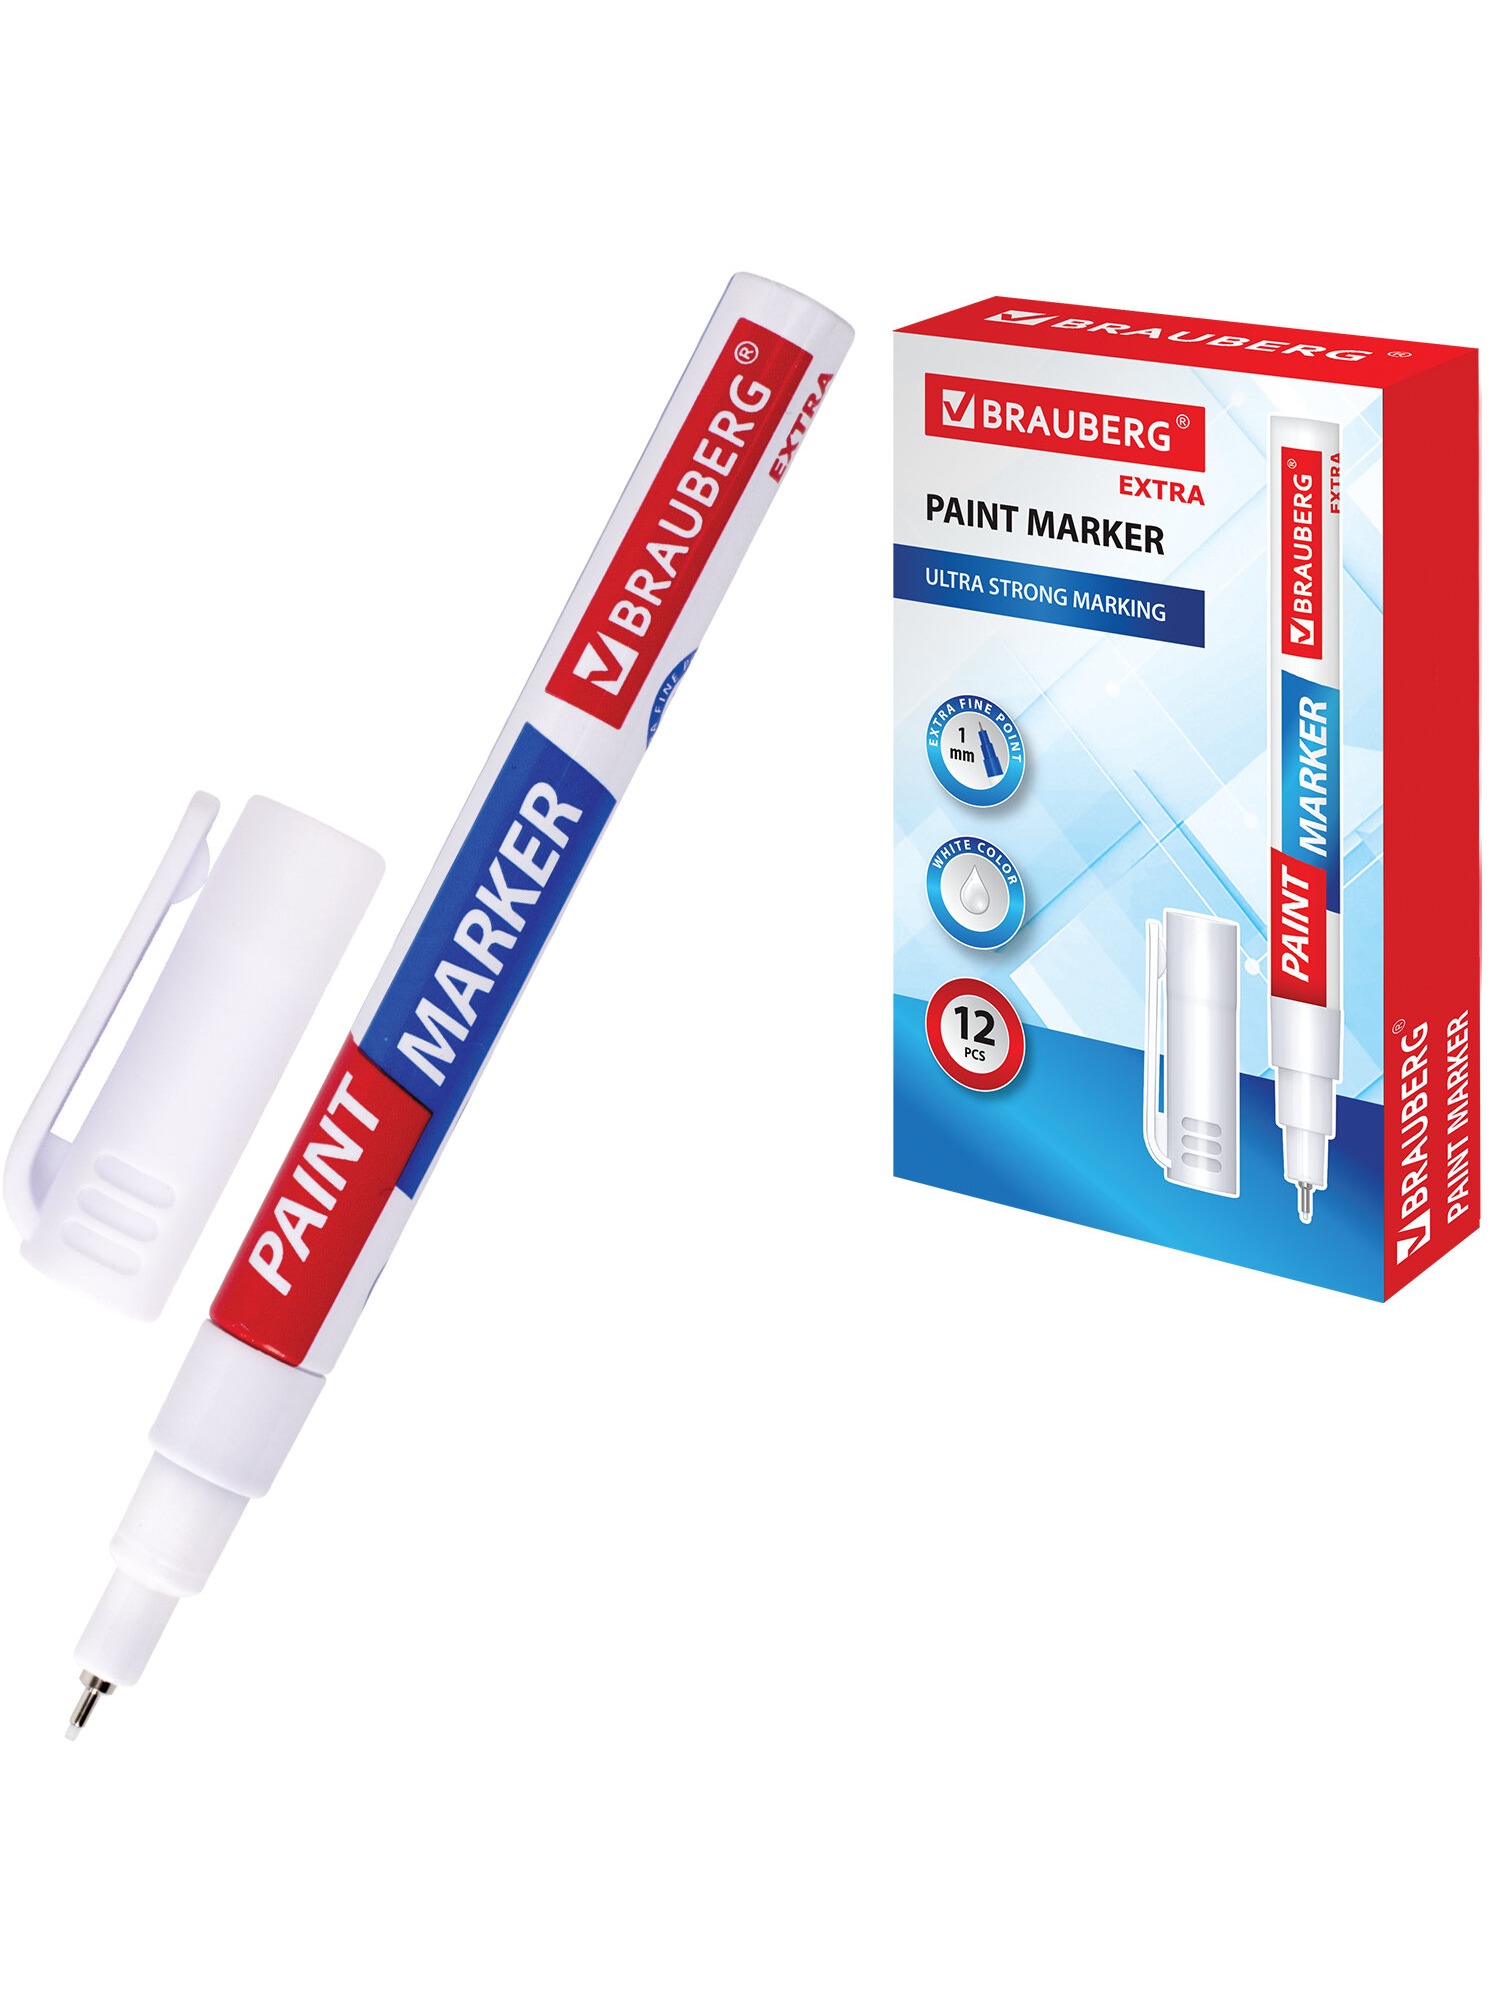 BRAUBERG®
EXTRA
FINE
MARKER
PAINT
BRAUBERG ®
BRAUBERG®
EXTRA
PAINT MARKER
ULTRA STRONG MARKING
EXTRA FINE POINT
1
mm
WHITE COLOR
12
PCS
BRAUBERG®
EXTRA
MARKER
PAINT
BRAUBERG®
PAINT MARKER